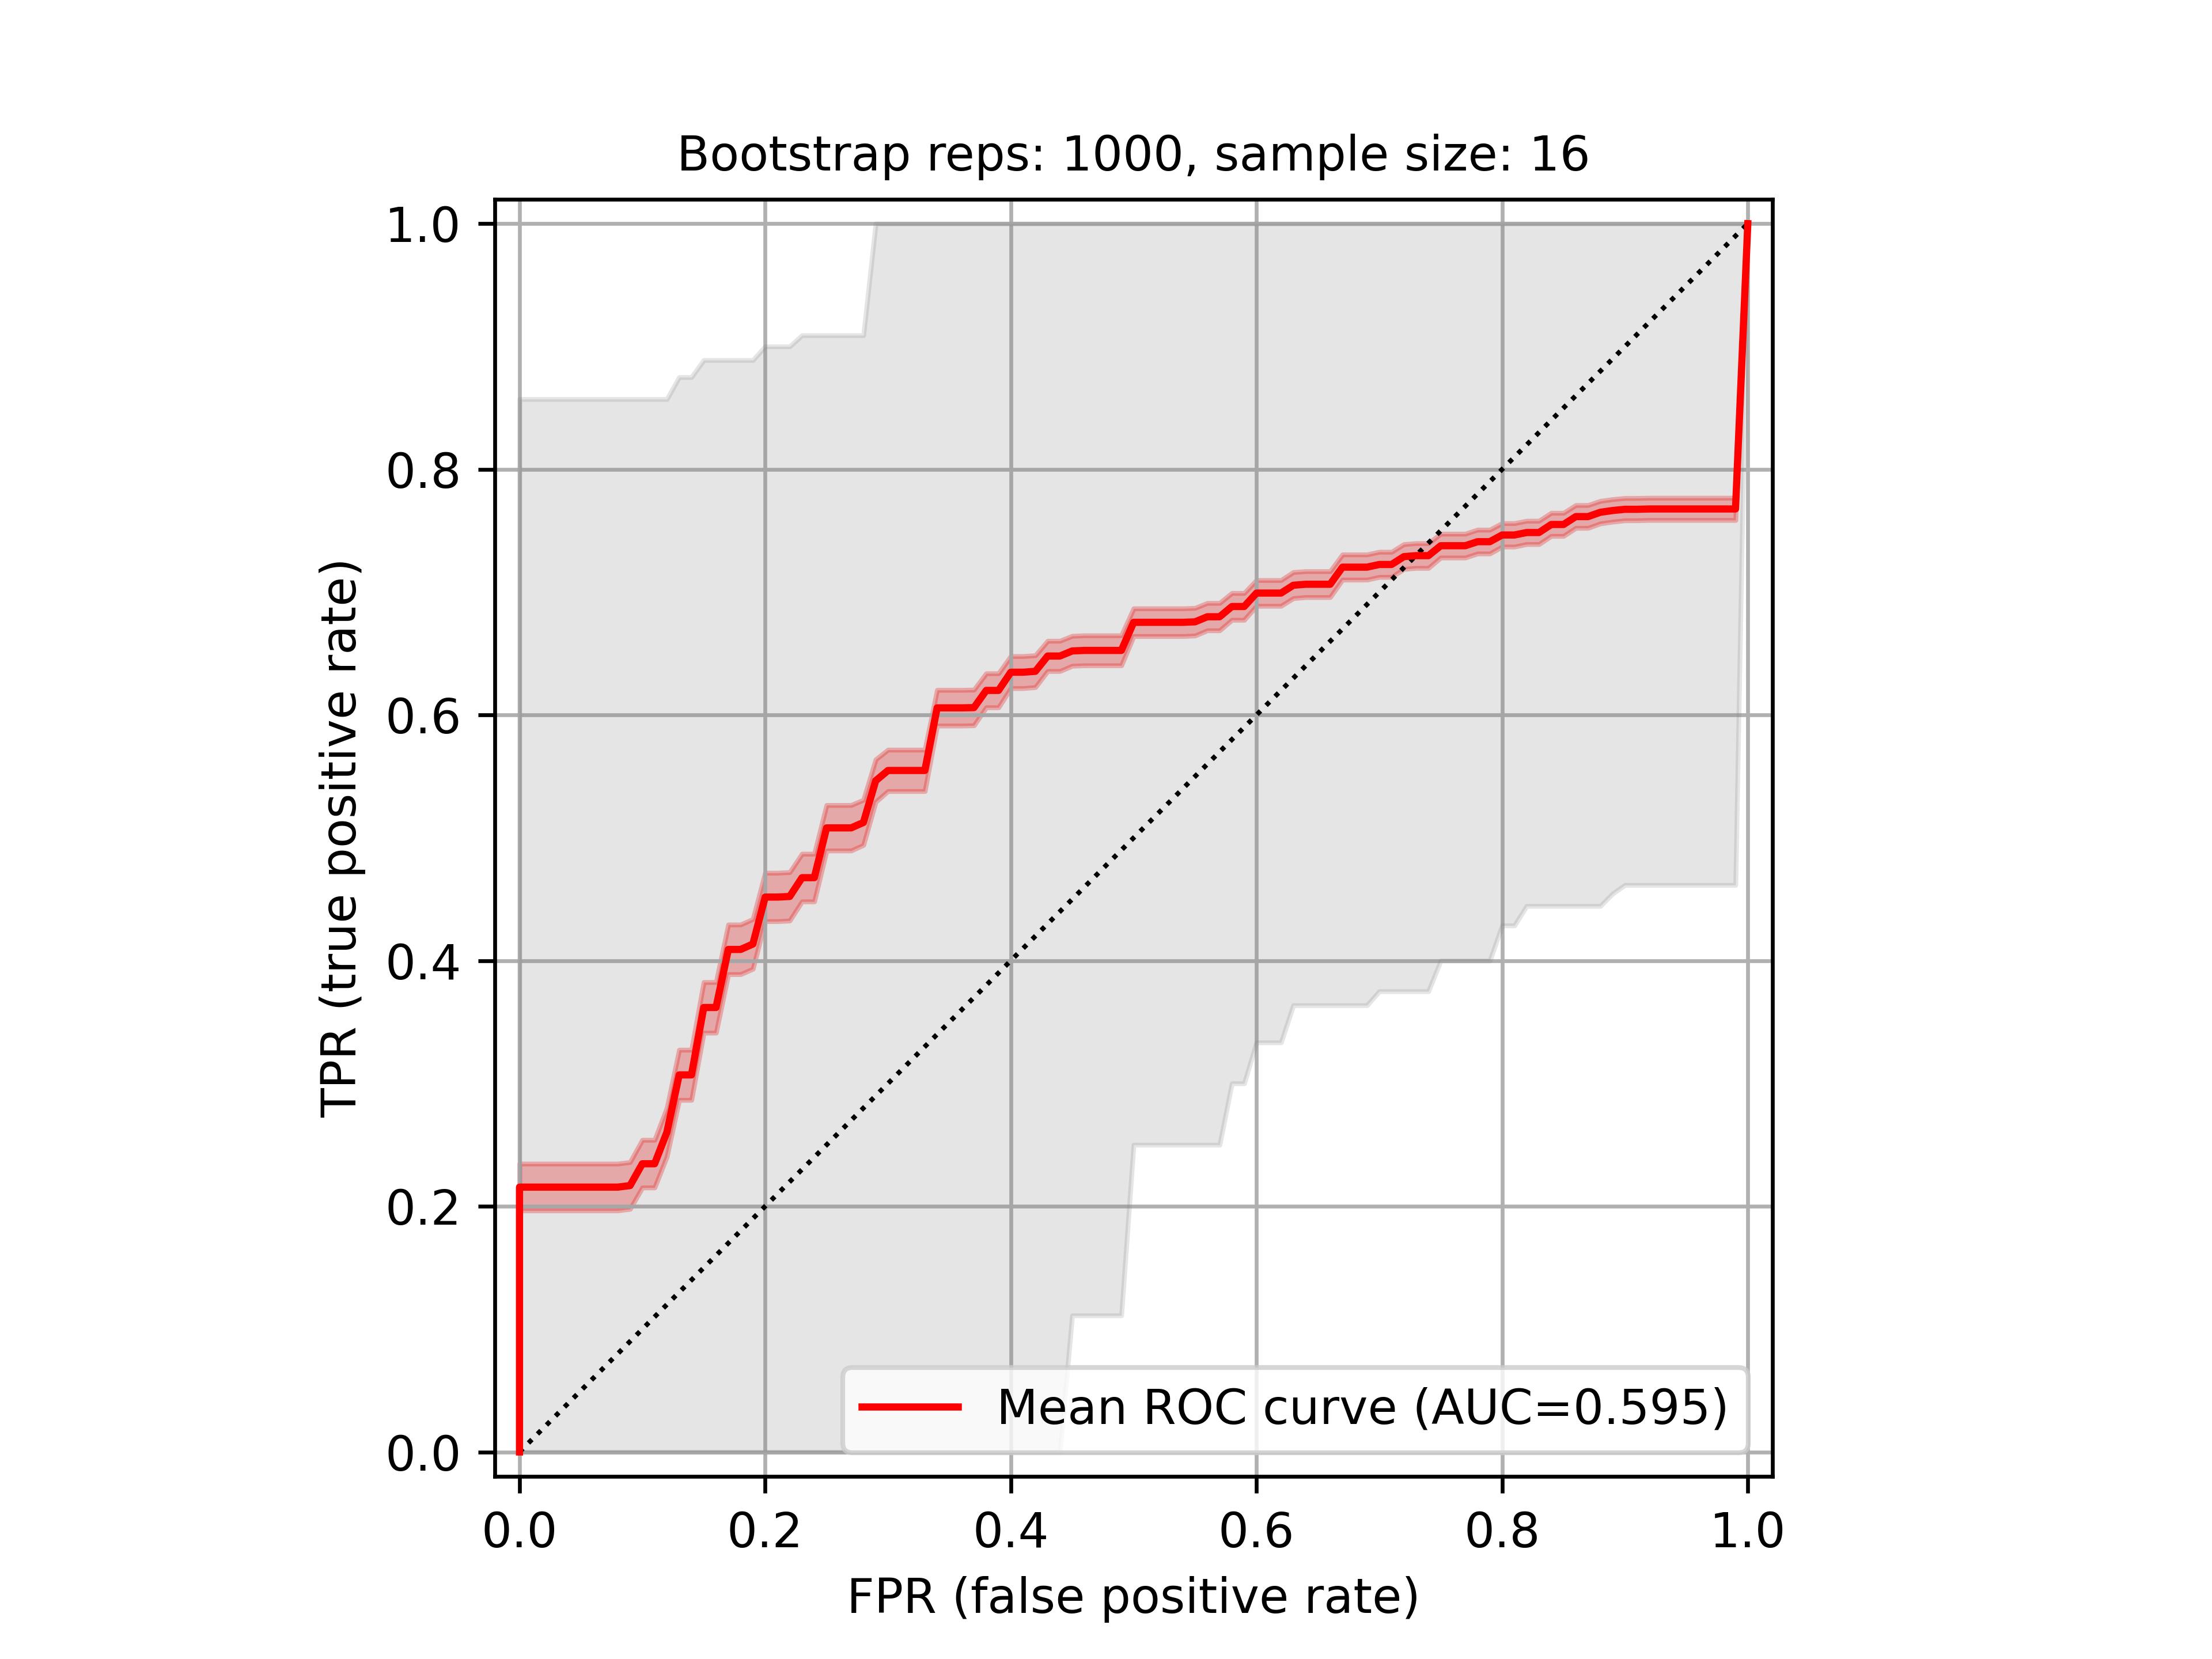 Bootstrap reps: 1000, sample size: 16
1.0
0.8
0.6
0.4
0.2
0.0
TPR (true positive rate)
Mean ROC curve (AUC=0.595)
0.0 0.2 0.4 0.6 0.8 1.0
FPR (false positive rate)